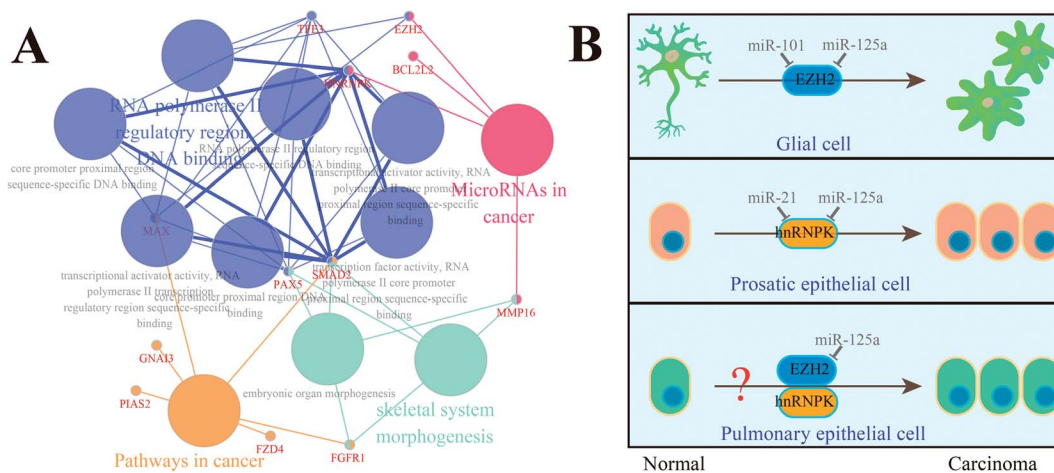 A
TFE3
EZH2
HNRNPK
BCL2L2
RNA polymerase II
regulatory region
DNA binding
RNA polymerase II regulatory region
sequence-specific DNA binding
core promoter proximal region
sequence-specific DNA binding
transcriptional activator activity, RNA
polymerase II core promoter
proximal region sequence-specific
binding
MicroRNAs in
cancer
MAX
SMAD2
PAX5
transcriptional activator activity, RNA
polymerase II transcription
regulatory region sequence-specific
binding
core promoter proximal region DNA
binding
transcription factor activity, RNA
polymerase II core promoter
proximal region sequence-specific
binding
MMP16
GNAI3
embryonic organ morphogenesis
PIAS2
skeletal system
morphogenesis
FZD4
FGFR1
Pathways in cancer
B
miR-101
miR-125a
EZH2
Glial cell
miR-21
miR-125a
hnRNPK
Prosatic epithelial cell
miR-125a
?
EZH2
hnRNPK
Pulmonary epithelial cell
Normal
Carcinoma